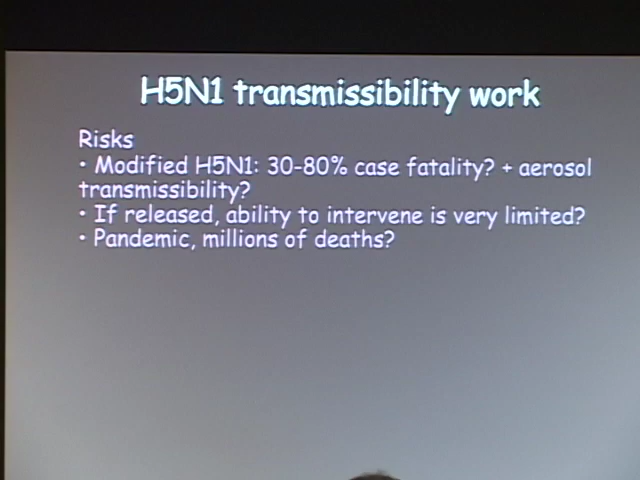 H5N1 transmissibility work
Risks
• Modified H5N1: 30-80% case fatality? + aerosol
transmissibility?
• If released, ability to intervene is very limited?
• Pandemic, millions of deaths?